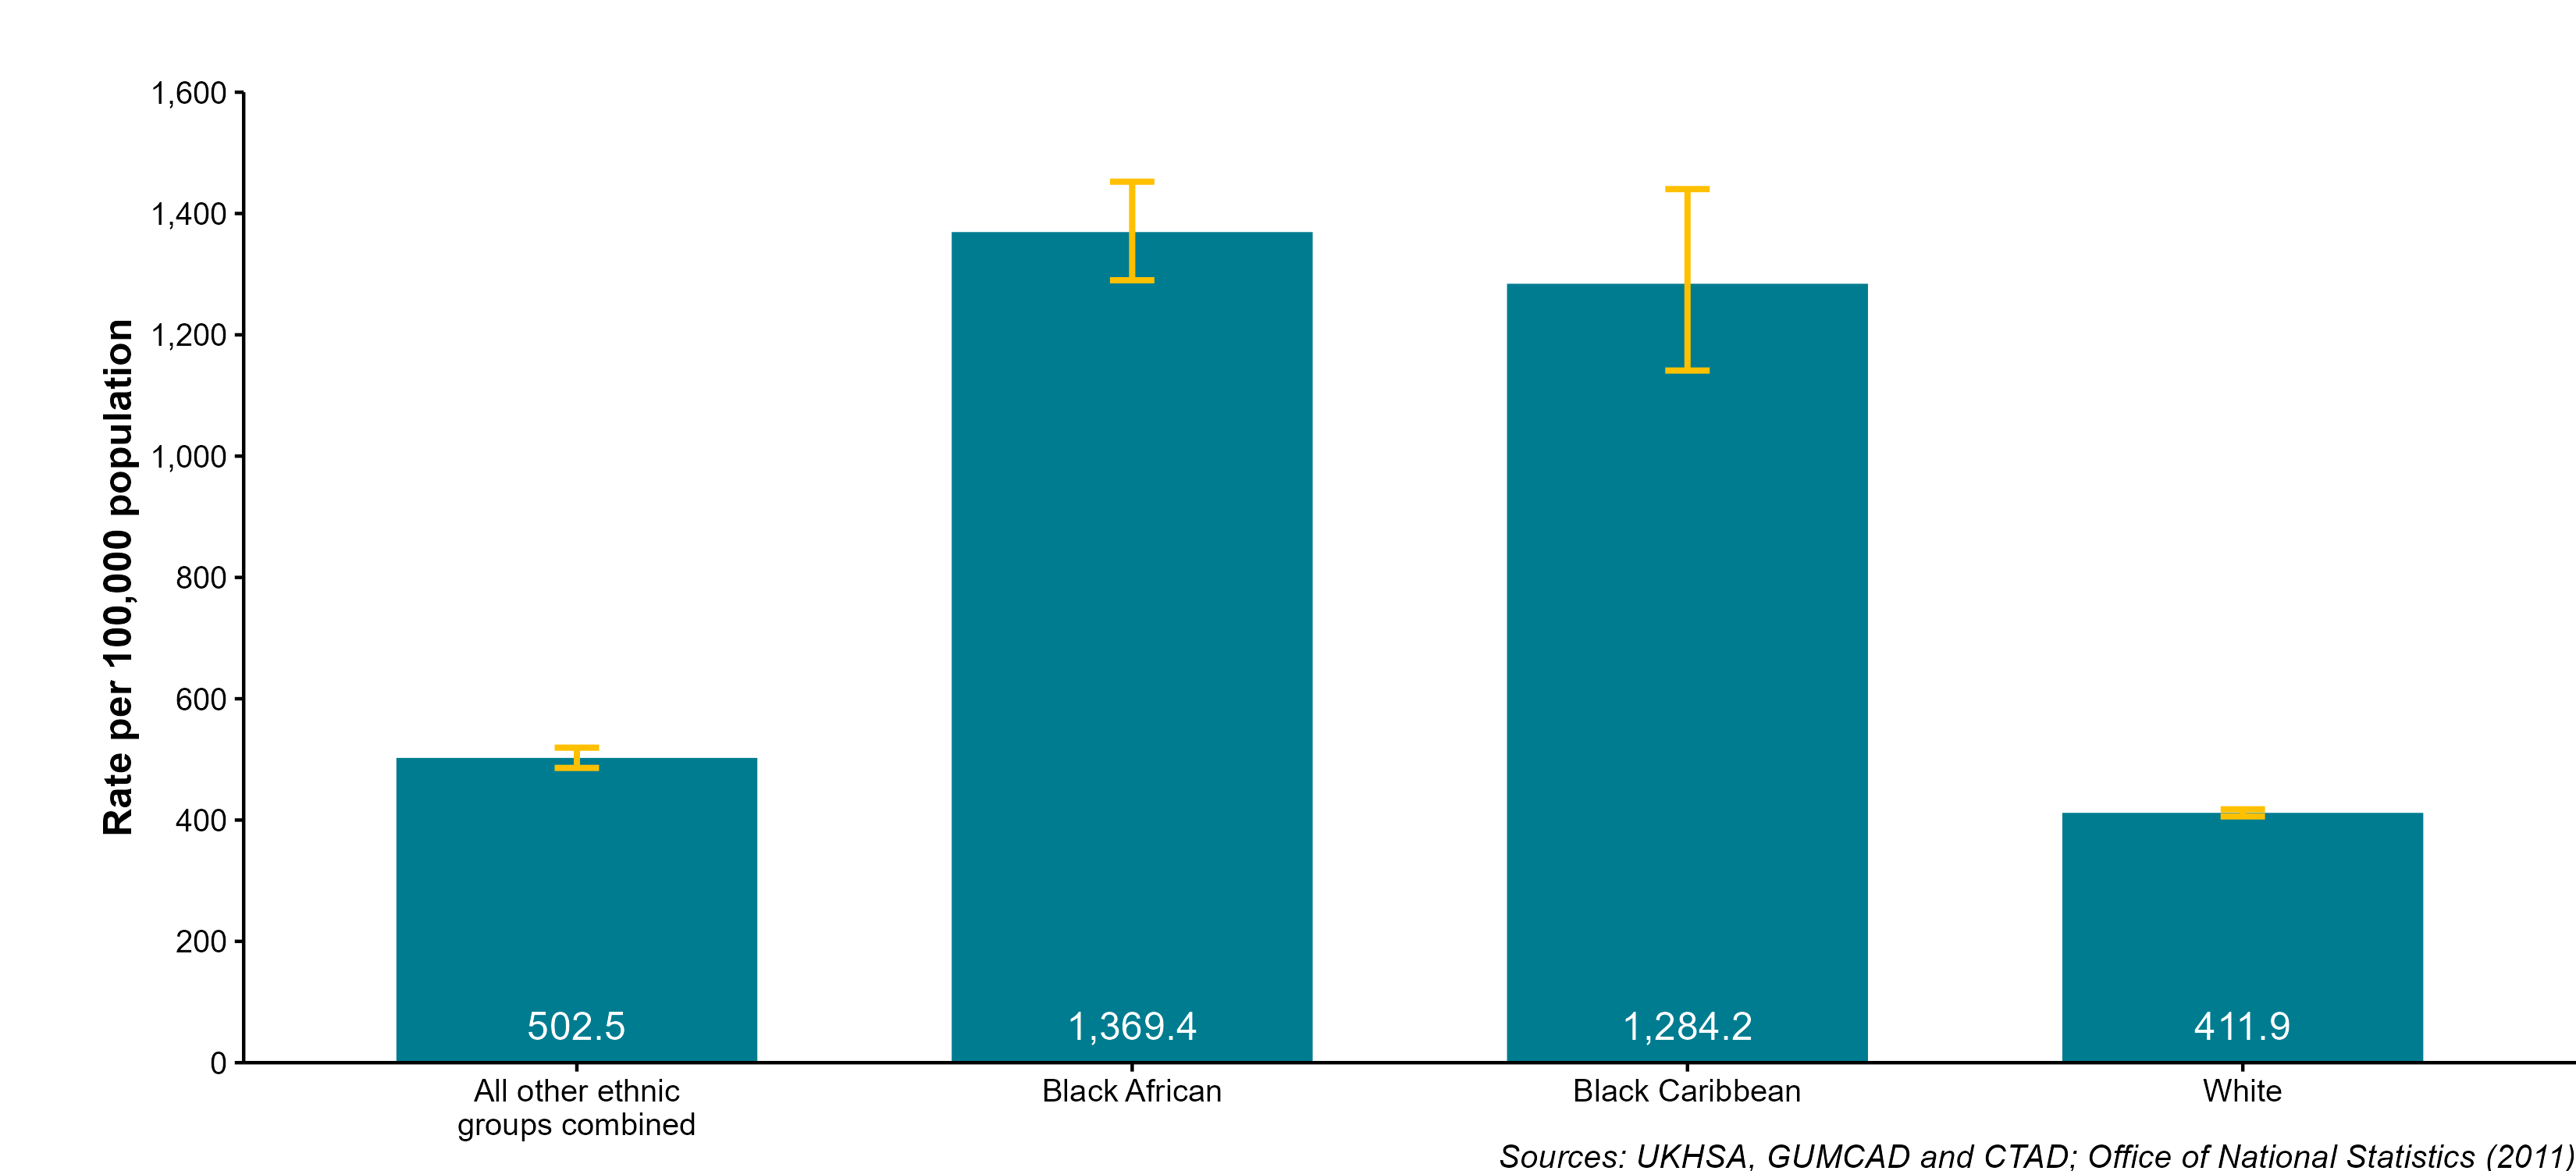 Rate per 100,000 population
1,600
1,400
1,200
1,000
800
600
400
200
0
502.5
1,369.4
1,284.2
411.9
All other ethnic
groups combined
Black African
Black Caribbean
White
Sources: UKHSA, GUMCAD and CTAD; Office of National Statistics (2011)